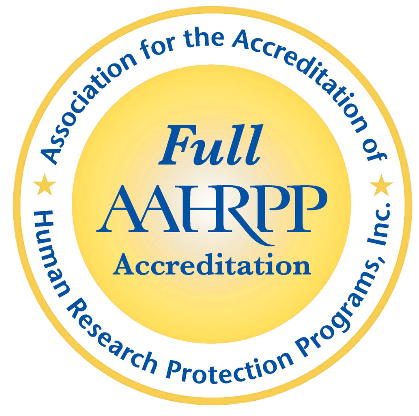 Association for the Accreditation of
Full
AAHRPP
Accreditation
Human Research Protection Programs, Inc.